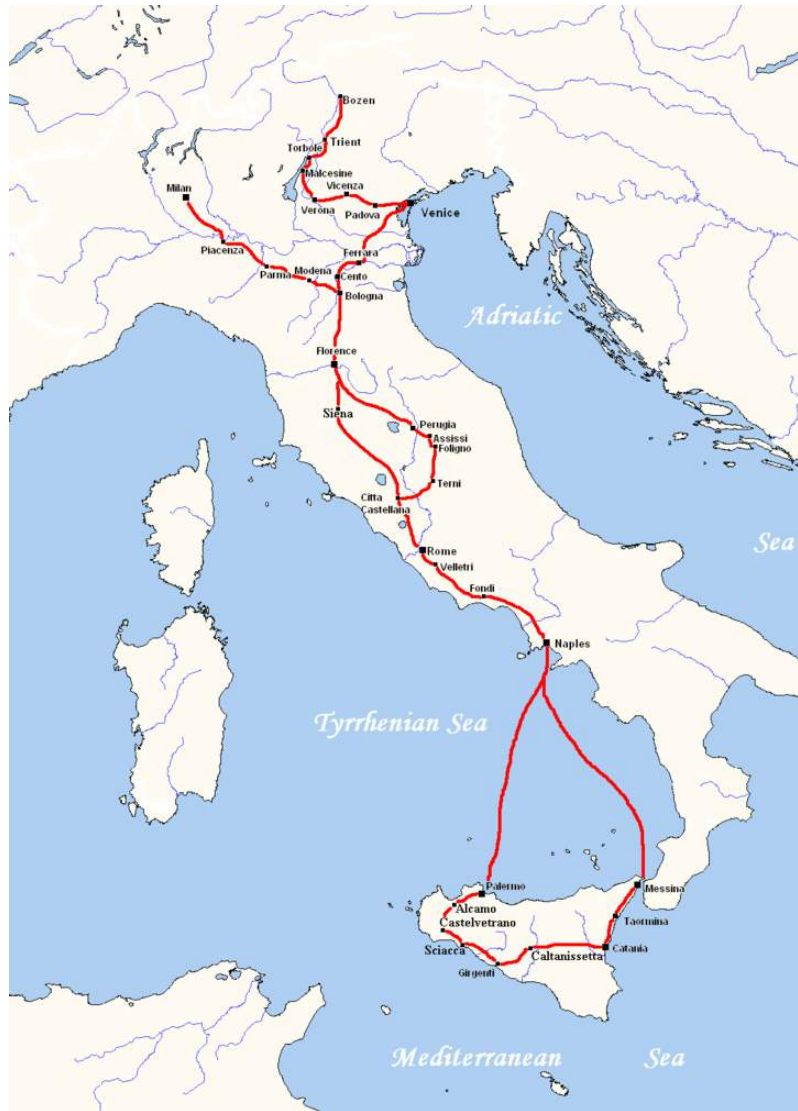 Bozen
Trient
Torbole
Malcesine
Vicenza
Milan
Verona
Padova
Venice
Piacenza
Ferrara
Parma
Modena
Cento
Bologna
Adriatic
Florence
Siena
Perugia
Assissi
Foligno
Terni
Citta
Castellana
Sea
Rome
Velletri
Fondi
Naples
Tyrrhenian Sea
Palermo
Messina
Alcamo
Castelvetrano
Taormina
Sciacca
Caltanissetta
Catania
Girgenti
Mediterranean Sea